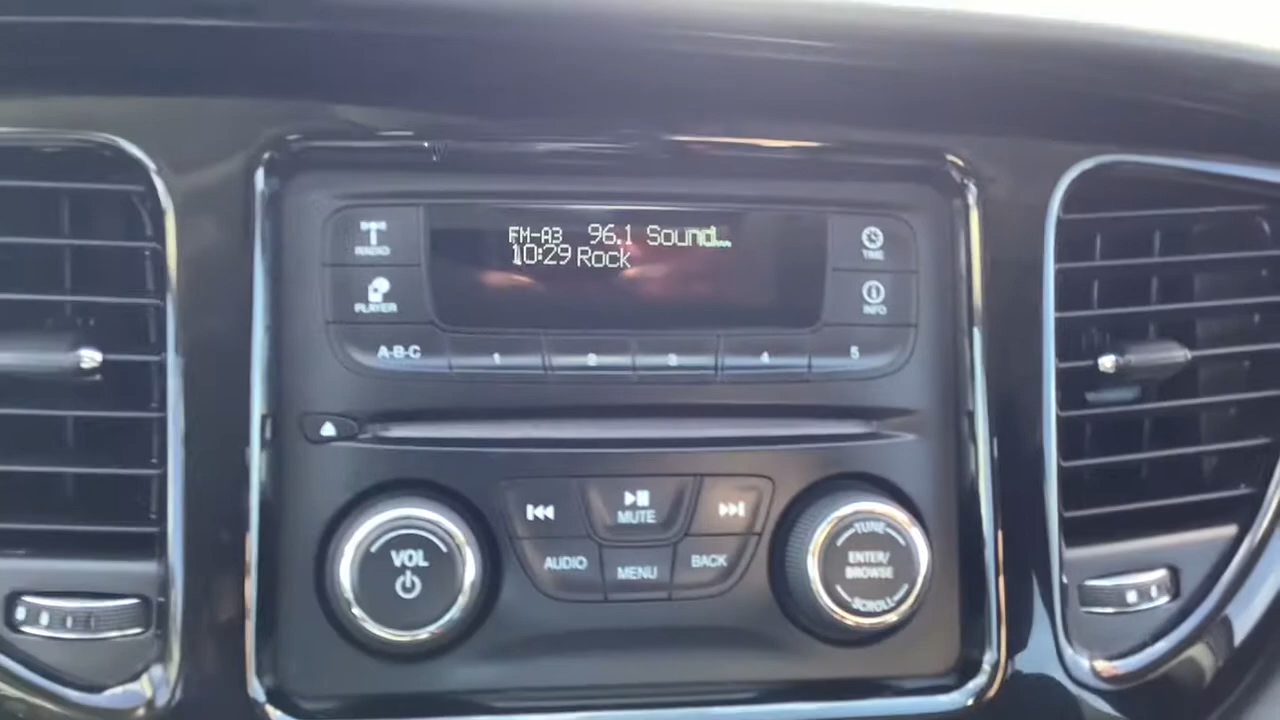 RADIO
FM-A3 96.1 Sound...
10:29 Rock
TIME
PLAYER
INFO
A-B-C 1 2 3 4 5
MUTE
VOL
AUDIO MENU BACK
TUNE
ENTER/
BROWSE
SCROLL